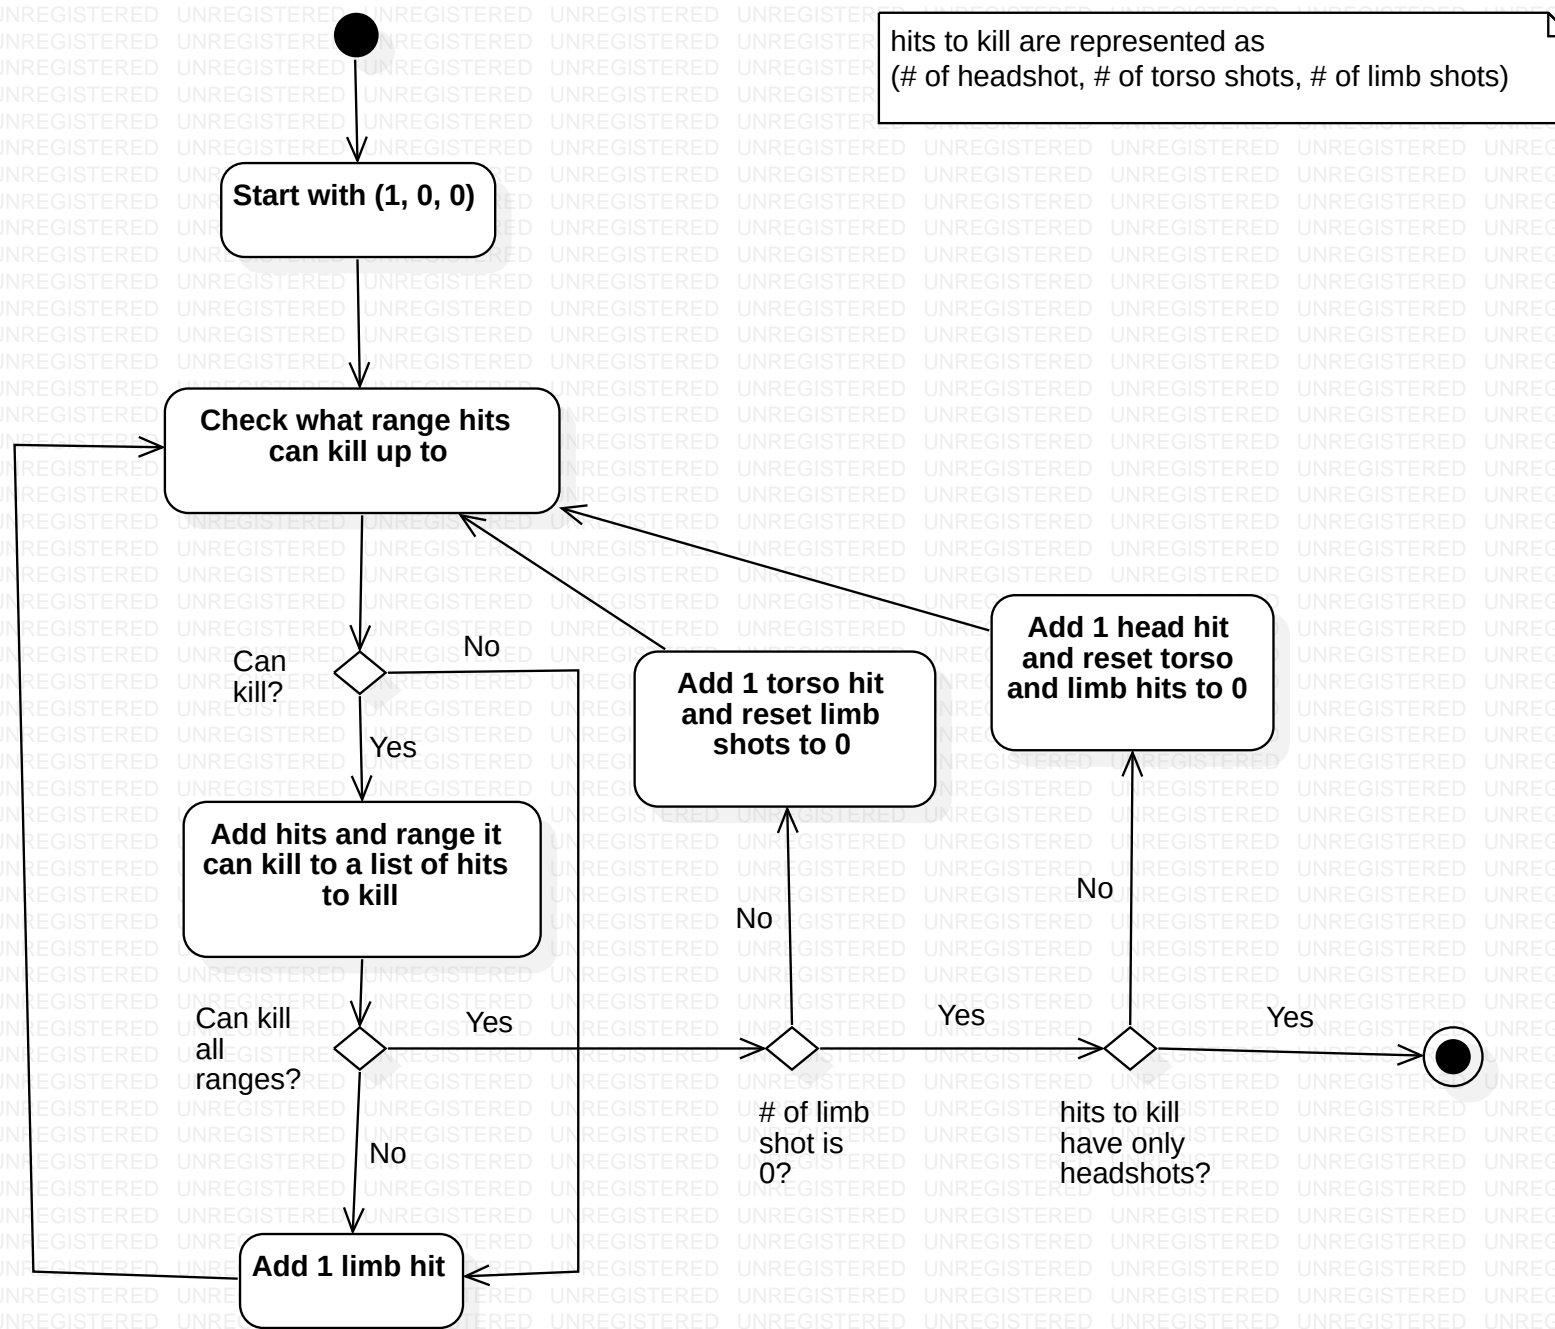 hits to kill are represented as
(# of headshot, # of torso shots, # of limb shots)
Start with (1, 0, 0)
Check what range hits
can kill up to
Can
kill?
No
Yes
Add 1 torso hit
and reset limb
shots to 0
Add 1 head hit
and reset torso
and limb hits to 0
Add hits and range it
can kill to a list of hits
to kill
No
No
Can kill
all
ranges?
Yes
Yes
Yes
# of limb
shot is
0?
hits to kill
have only
headshots?
No
Add 1 limb hit
UNREGISTERED